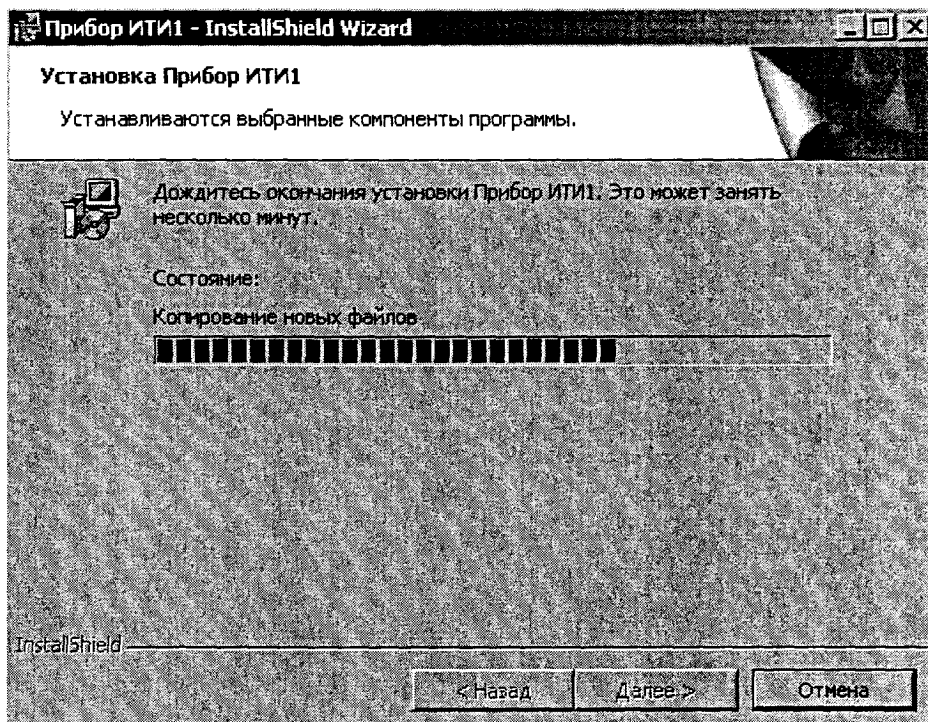 Прибор ИТИ1 - InstallShield Wizard
Установка Прибор ИТИ1
Устанавливаются выбранные компоненты программы.
Дождитесь окончания установки Прибор ИТИ1. Это может занять
несколько минут.
Состояние:
Копирование новых файлов
InstallShield
< Назад
Далее >
Отмена